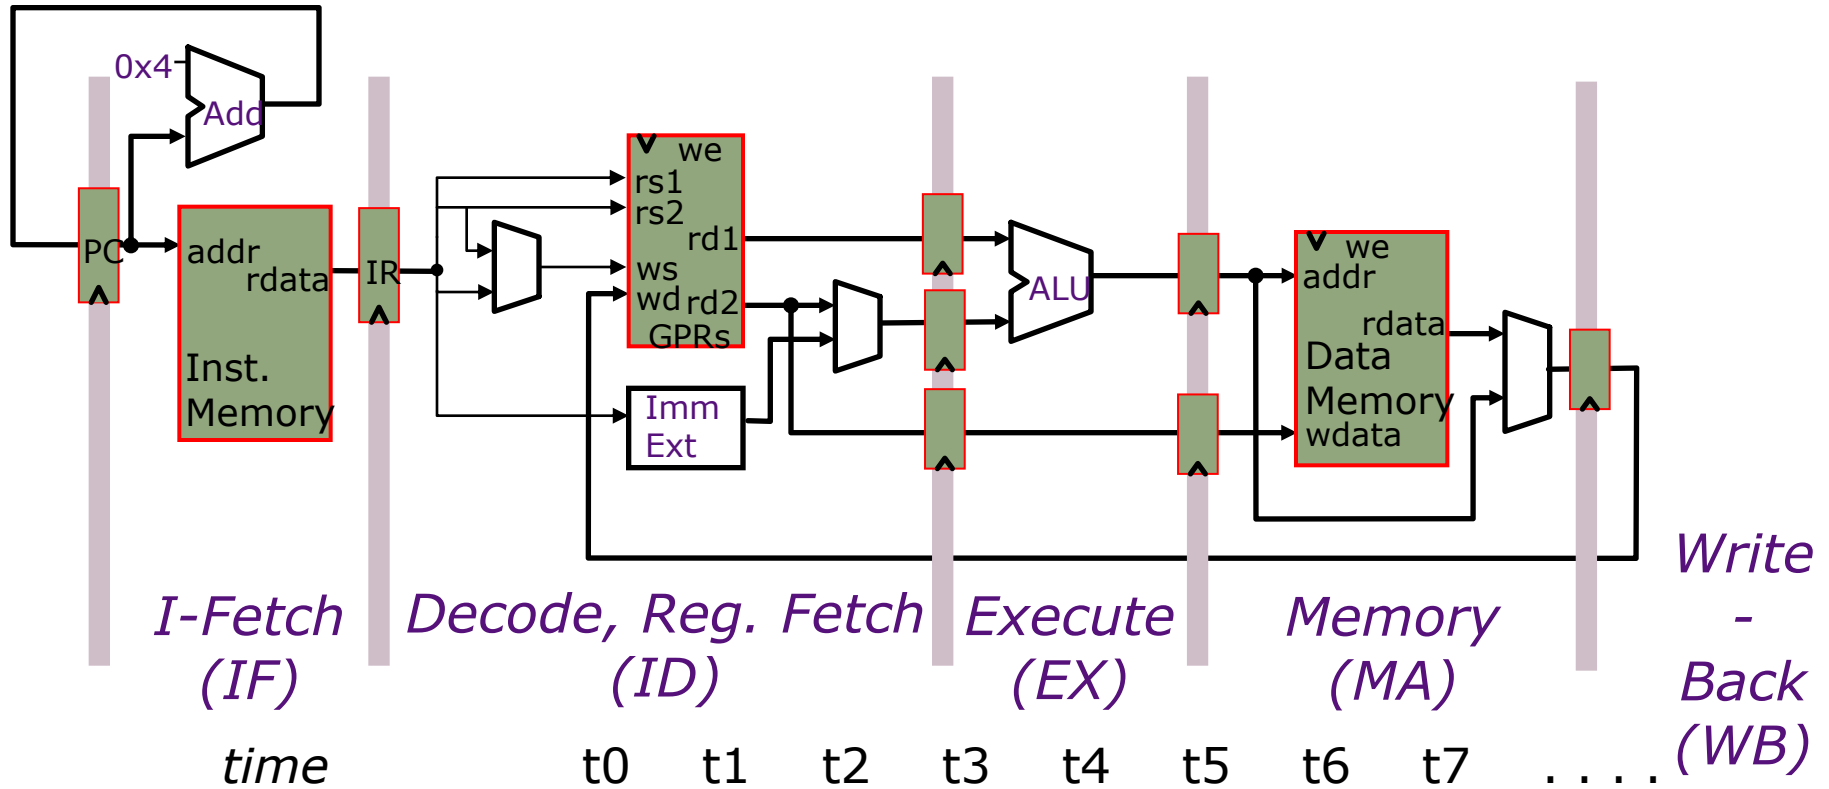 0x4
Add
PC
addr
rdata
Inst.
Memory
IR
we
rs1
rs2
rd1
ws
wd
rd2
GPRs
Imm
Ext
ALU
we
addr
rdata
Data
Memory
wdata
I-Fetch
(IF)
Decode, Reg. Fetch
(ID)
Execute
(EX)
Memory
(MA)
Write
-
Back
(WB)
time t0 t1 t2 t3 t4 t5 t6 t7 . . . .